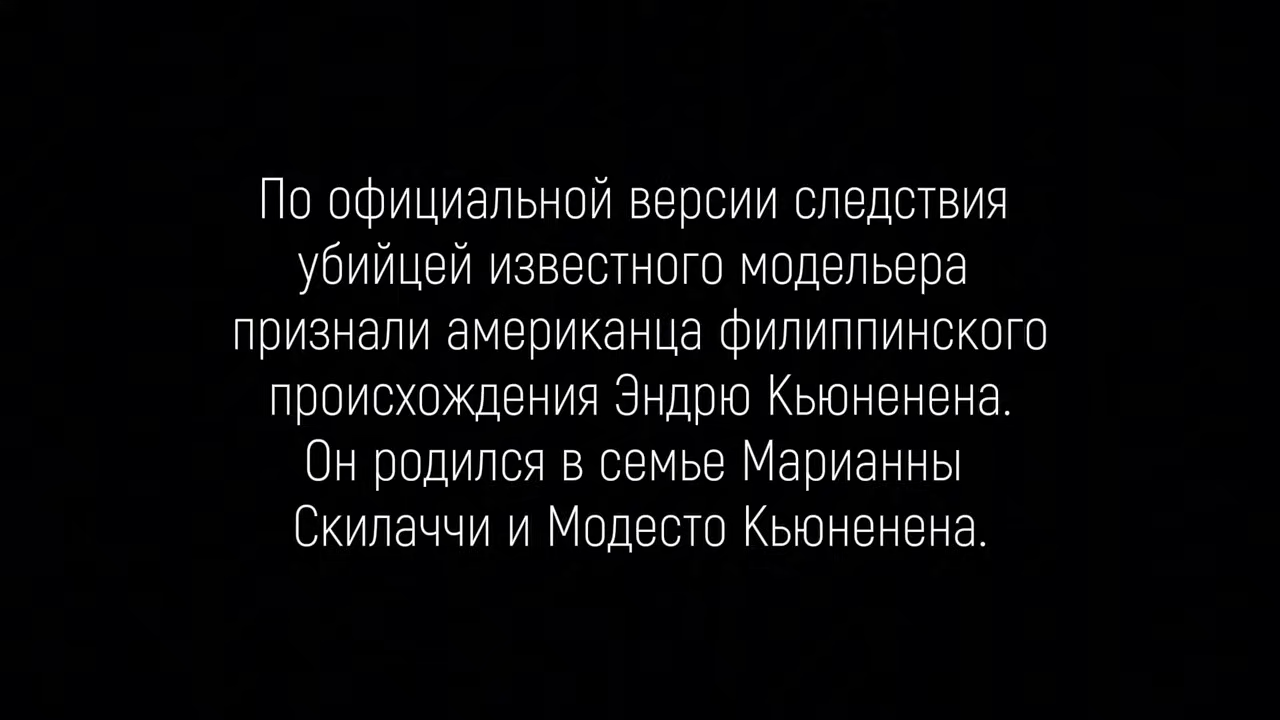 По официальной версии следствия
убийцей известного модельера
признали американца филиппинского
происхождения Эндрю Кьюненена.
Он родился в семье Марианны
Скилаччи и Модесто Кьюненена.